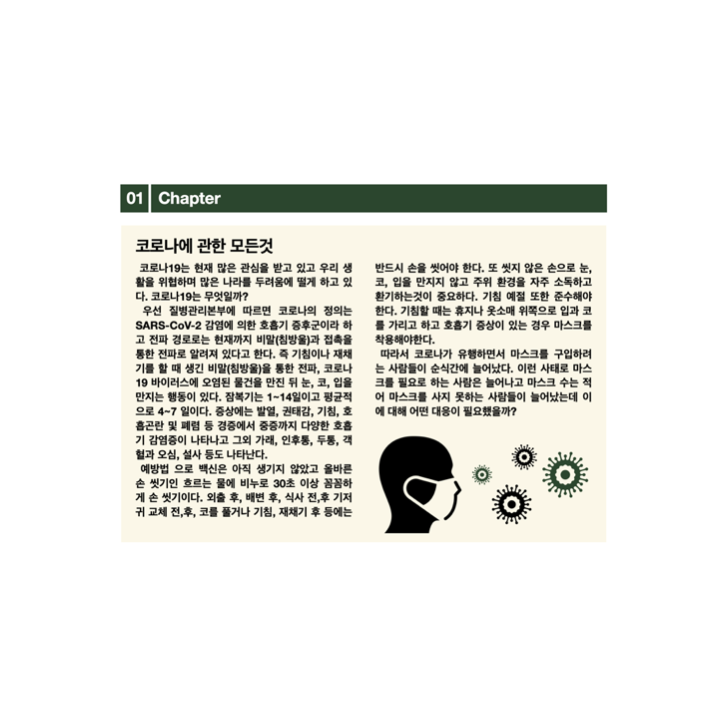 01 Chapter
코로나에 관한 모든것
코로나19는 현재 많은 관심을 받고 있고 우리 생
활을 위협하며 많은 나라를 두려움에 떨게 하고 있
다. 코로나19는 무엇일까?
우선 질병관리본부에 따르면 코로나의 정의는
SARS-CoV-2 감염에 의한 호흡기 증후군이라 하
고 전파 경로로는 현재까지 비말(침방울)과 접촉을
통한 전파로 알려져 있다고 한다. 즉 기침이나 재채
기를 할 때 생긴 비말(침방울)을 통한 전파, 코로나
19 바이러스에 오염된 물건을 만진 뒤 눈, 코, 입을
만지는 행동이 있다. 잠복기는 1~14일이고 평균적
으로 4~7 일이다. 증상에는 발열, 권태감, 기침, 호
흡곤란 및 폐렴 등 경증에서 중증까지 다양한 호흡
기 감염증이 나타나고 그외 가래, 인후통, 두통, 객
혈과 오심, 설사 등도 나타난다.
예방법 으로 백신은 아직 생기지 않았고 올바른
손 씻기인 흐르는 물에 비누로 30초 이상 꼼꼼하
게 손 씻기이다. 외출 후, 배변 후, 식사 전,후 기저
귀 교체 전,후, 코를 풀거나 기침, 재채기 후 등에는
반드시 손을 씻어야 한다. 또 씻지 않은 손으로 눈,
코, 입을 만지지 않고 주위 환경을 자주 소독하고
환기하는것이 중요하다. 기침 예절 또한 준수해야
한다. 기침할 때는 휴지나 옷소매 위쪽으로 입과 코
를 가리고 하고 호흡기 증상이 있는 경우 마스크를
착용해야한다.
따라서 코로나가 유행하면서 마스크를 구입하려
는 사람들이 순식간에 늘어났다. 이런 사태로 마스
크를 필요로 하는 사람은 늘어나고 마스크 수는 적
어 마스크를 사지 못하는 사람들이 늘어났는데 이
에 대해 어떤 대응이 필요했을까?